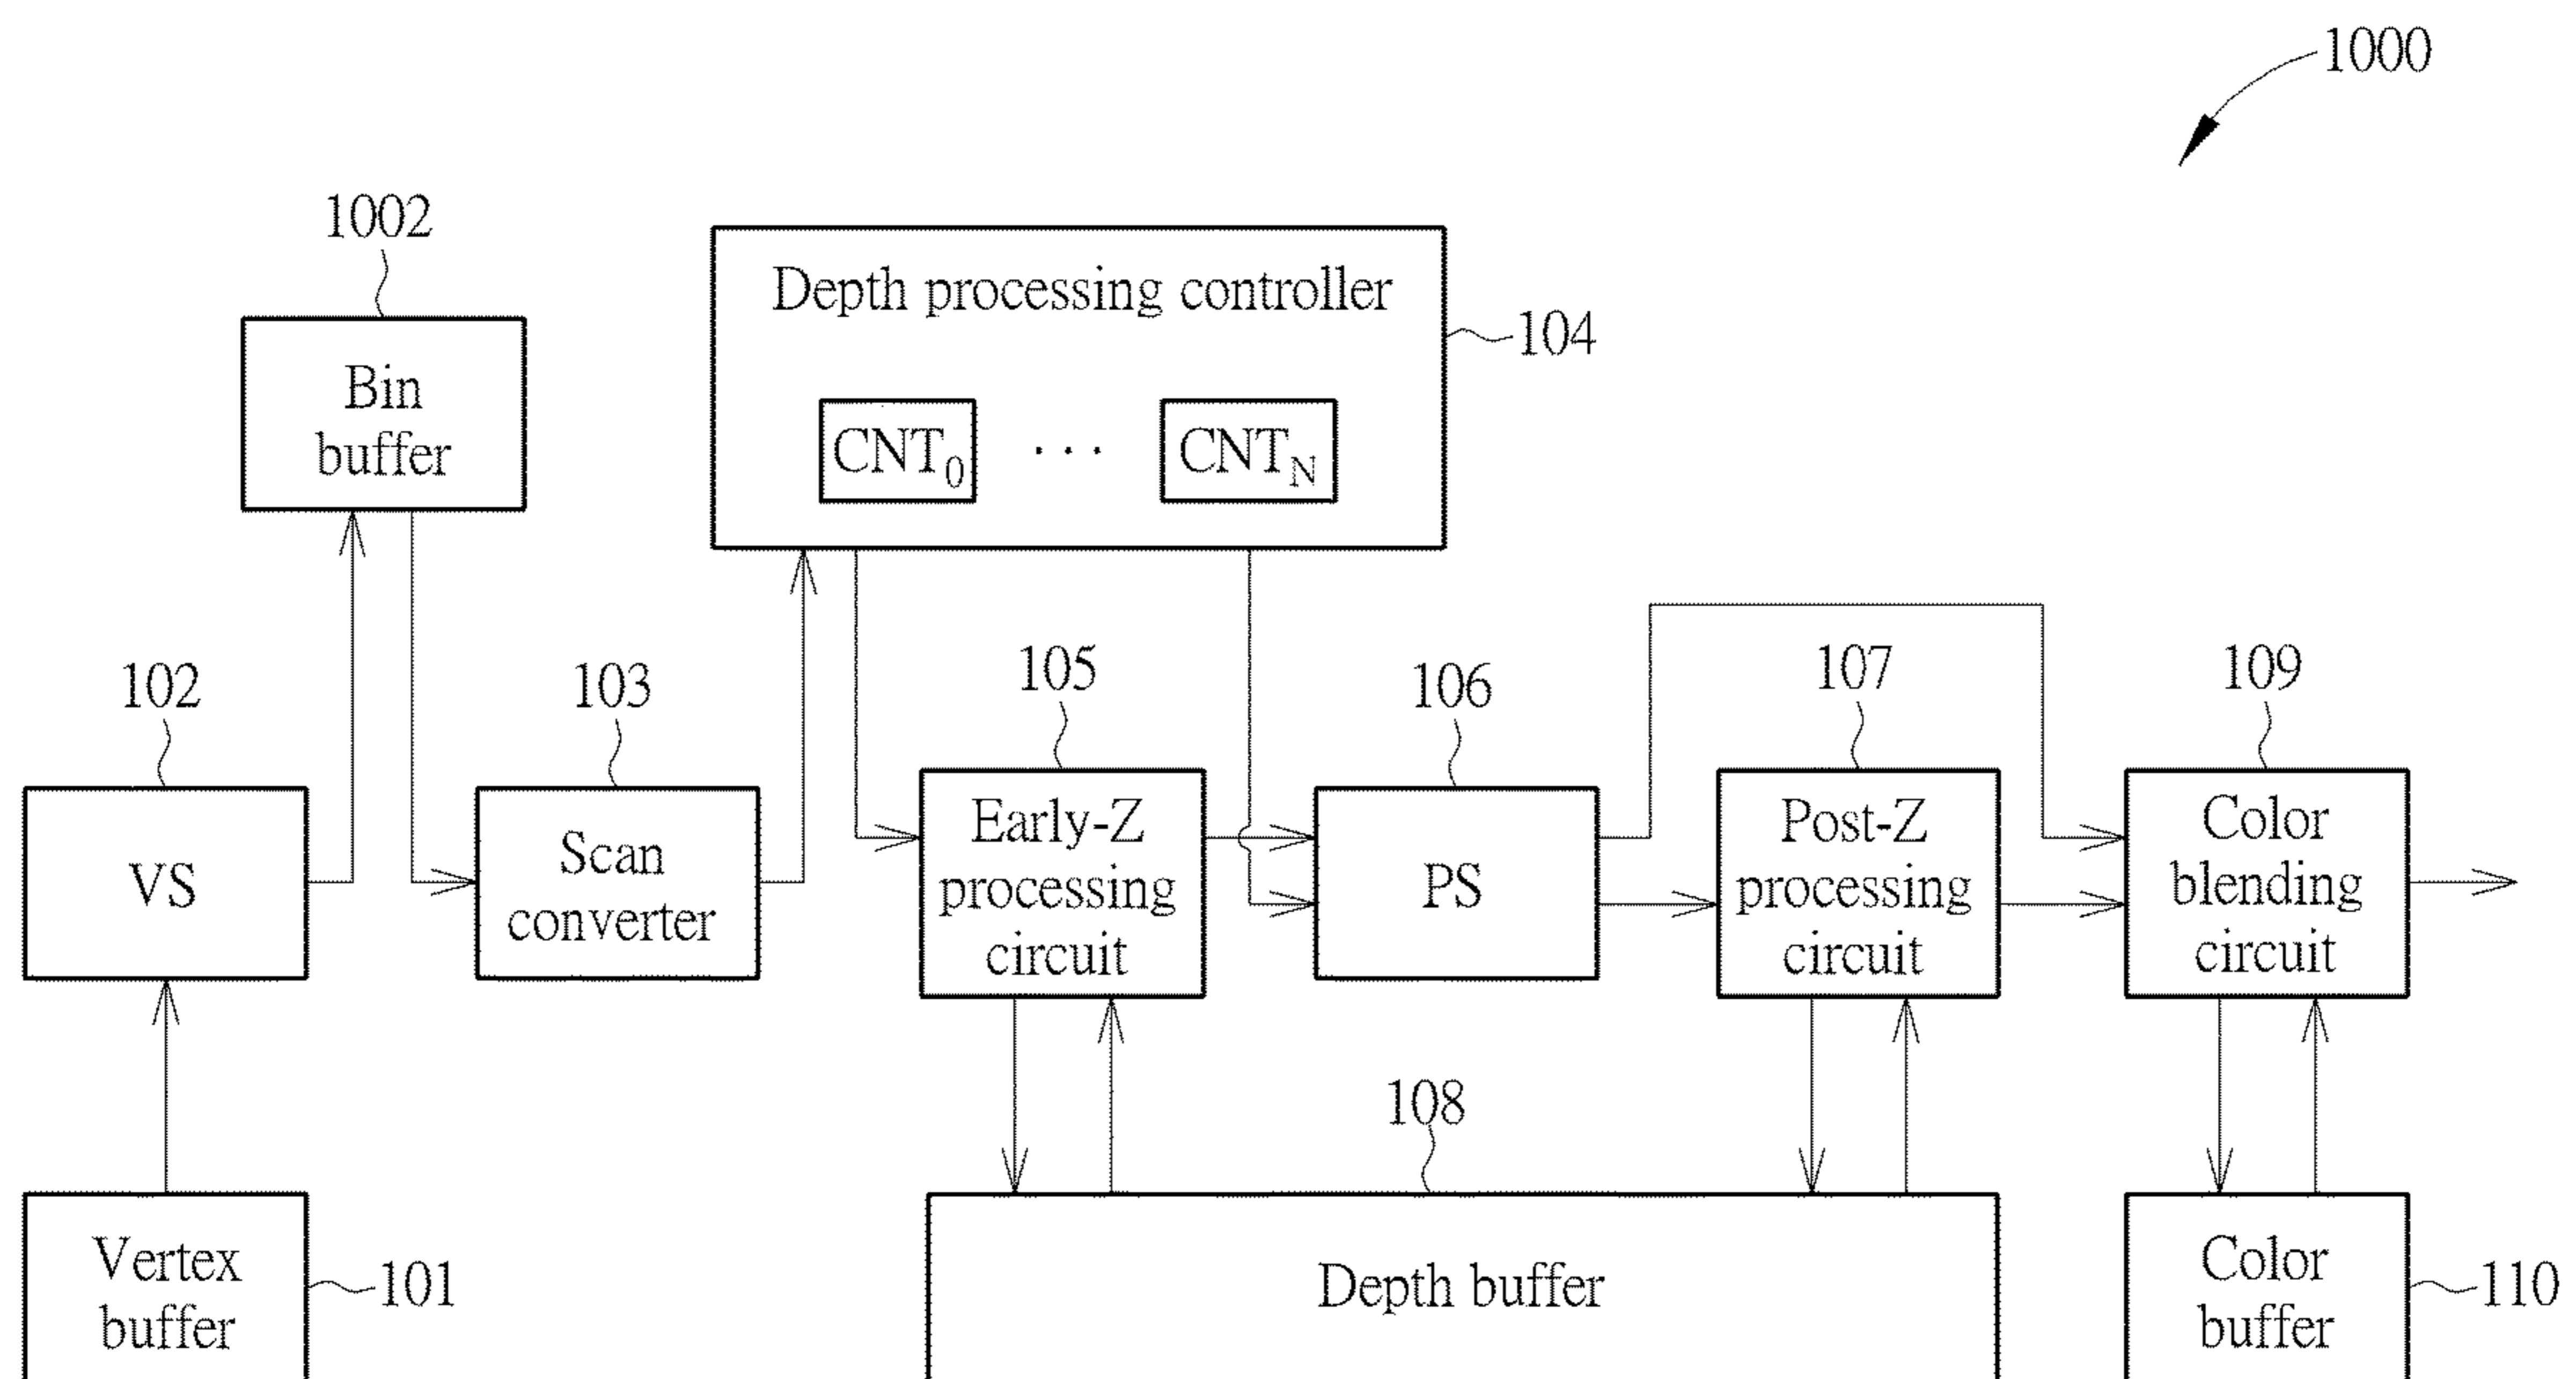 1000
1002
Depth processing controller
104
Bin
buffer
CNT0
...
CNTN
102
103
105
106
107
109
VS
Scan
converter
Early-Z
processing
circuit
PS
Post-Z
processing
circuit
Color
blending
circuit
108
Vertex
buffer
101
Depth buffer
Color
buffer
110